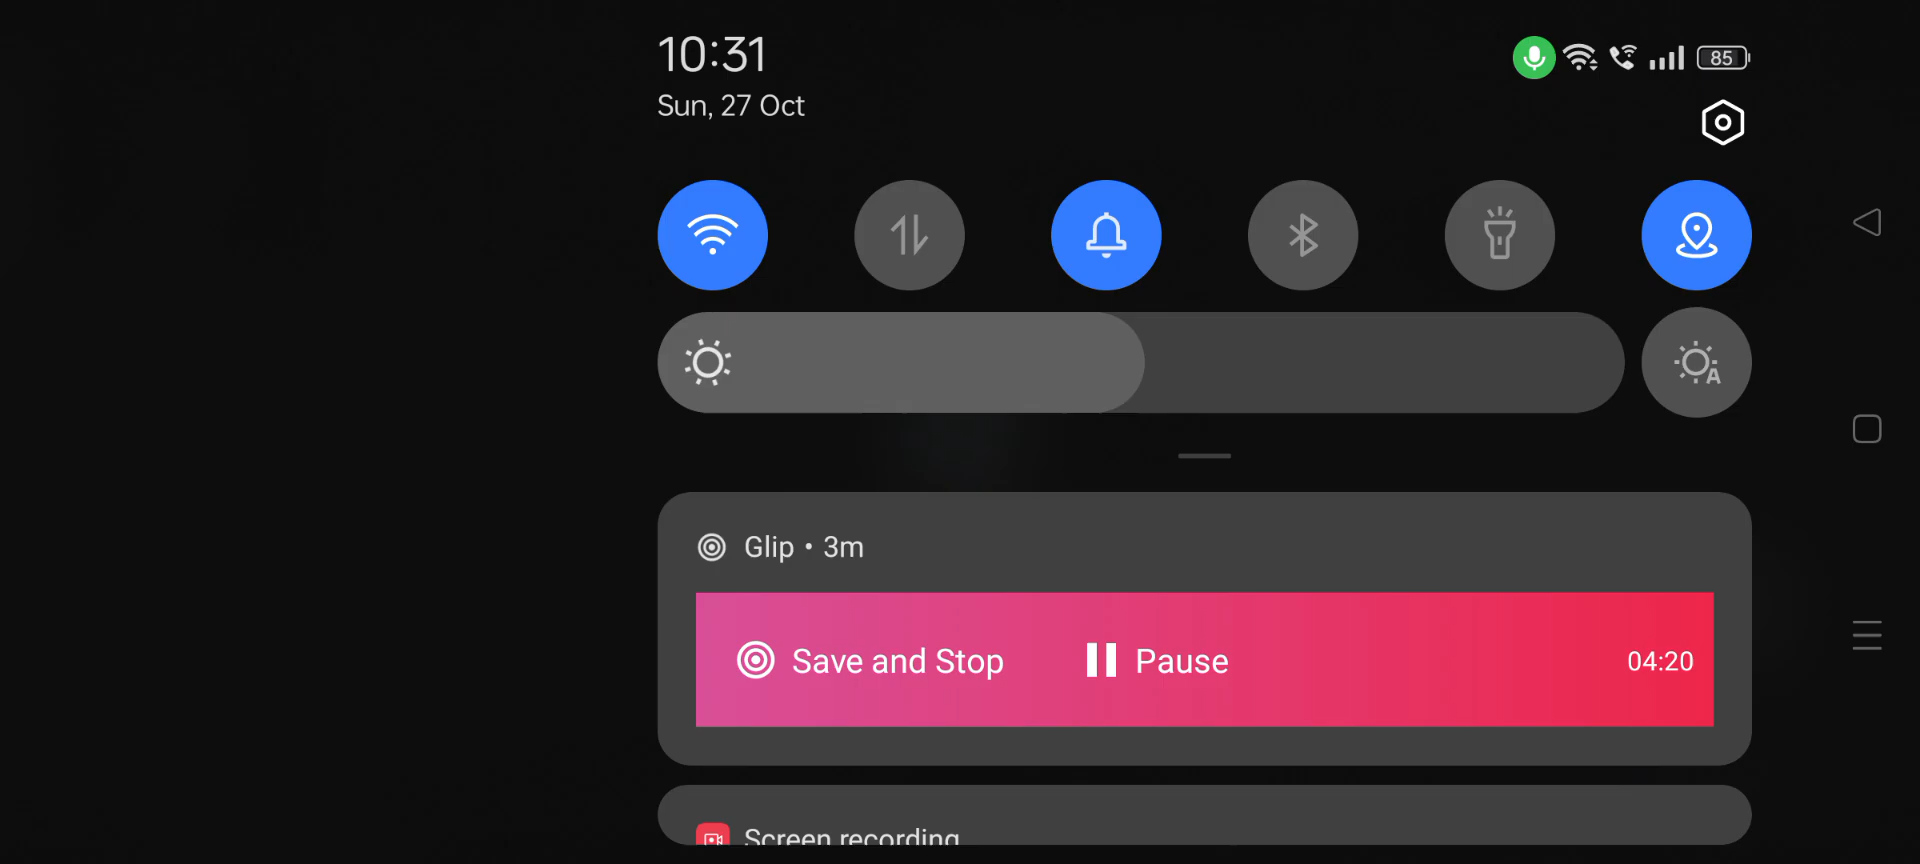 10:31
85
Sun, 27 Oct
A
Glip • 3m
Save and Stop Pause 04:20
Screen recording